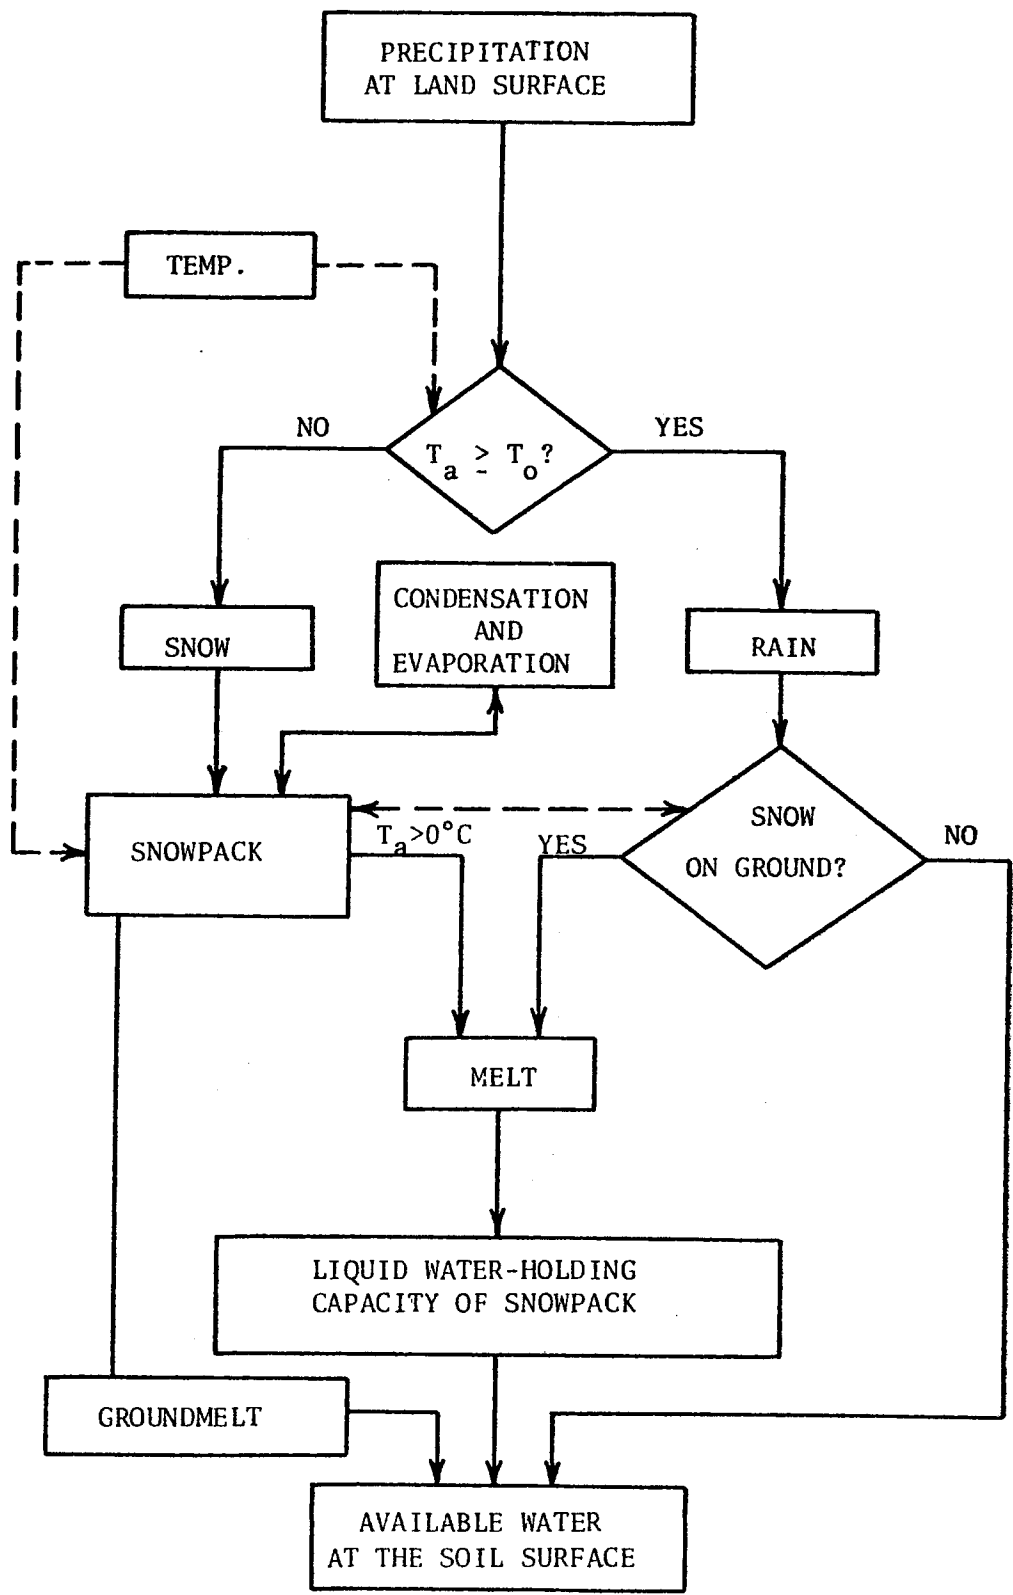 PRECIPITATION
AT LAND SURFACE
TEMP.
NO
YES
Ta ≥ To?
CONDENSATION
AND
EVAPORATION
SNOW
RAIN
SNOW
ON GROUND?
Ta>0°C
YES
NO
SNOWPACK
MELT
LIQUID WATER-HOLDING
CAPACITY OF SNOWPACK
GROUNDMELT
AVAILABLE WATER
AT THE SOIL SURFACE